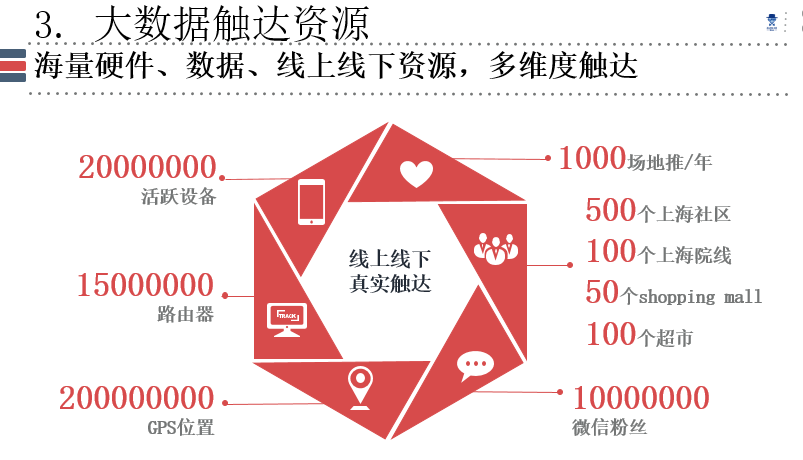 3. 大数据触达资源
海量硬件、数据、线上线下资源，多维度触达
20000000
活跃设备
15000000
路由器
200000000
GPS位置
线上线下
真实触达
TRACK
1000场地推/年
500个上海社区
100个上海院线
50个shopping mall
100个超市
10000000
微信粉丝